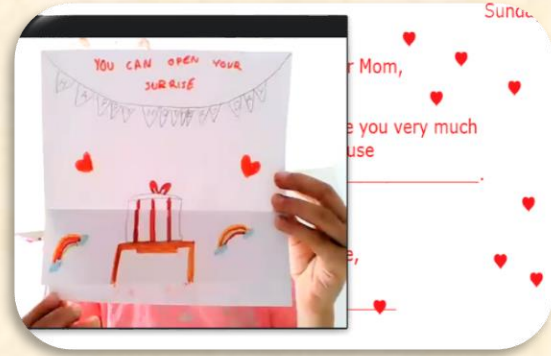 YOU CAN OPEN YOUR
SURRISE
Sunda
r Mom,
e you very much
use
e,